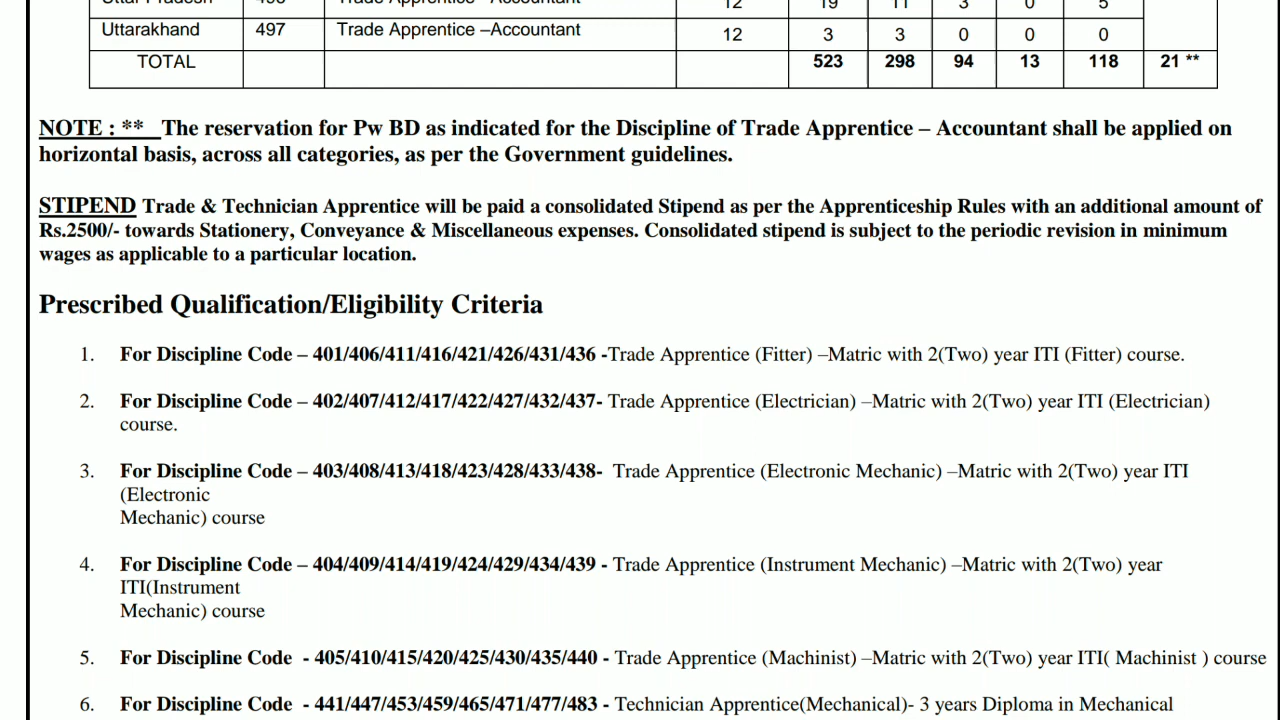 Uttar Pradesh 496 Trade Apprentice –Accountant 12 19 11 3 0 5
Uttarakhand 497 Trade Apprentice –Accountant 12 3 3 0 0 0
TOTAL 523 298 94 13 118 21 **
NOTE : ** The reservation for Pw BD as indicated for the Discipline of Trade Apprentice – Accountant shall be applied on
horizontal basis, across all categories, as per the Government guidelines.
STIPEND Trade & Technician Apprentice will be paid a consolidated Stipend as per the Apprenticeship Rules with an additional amount of
Rs.2500/- towards Stationery, Conveyance & Miscellaneous expenses. Consolidated stipend is subject to the periodic revision in minimum
wages as applicable to a particular location.
Prescribed Qualification/Eligibility Criteria
1. For Discipline Code – 401/406/411/416/421/426/431/436 -Trade Apprentice (Fitter) –Matric with 2(Two) year ITI (Fitter) course.
2. For Discipline Code – 402/407/412/417/422/427/432/437- Trade Apprentice (Electrician) –Matric with 2(Two) year ITI (Electrician)
course.
3. For Discipline Code – 403/408/413/418/423/428/433/438- Trade Apprentice (Electronic Mechanic) –Matric with 2(Two) year ITI
(Electronic
Mechanic) course
4. For Discipline Code – 404/409/414/419/424/429/434/439 - Trade Apprentice (Instrument Mechanic) –Matric with 2(Two) year
ITI(Instrument
Mechanic) course
5. For Discipline Code - 405/410/415/420/425/430/435/440 - Trade Apprentice (Machinist) –Matric with 2(Two) year ITI( Machinist ) course
6. For Discipline Code - 441/447/453/459/465/471/477/483 - Technician Apprentice(Mechanical)- 3 years Diploma in Mechanical